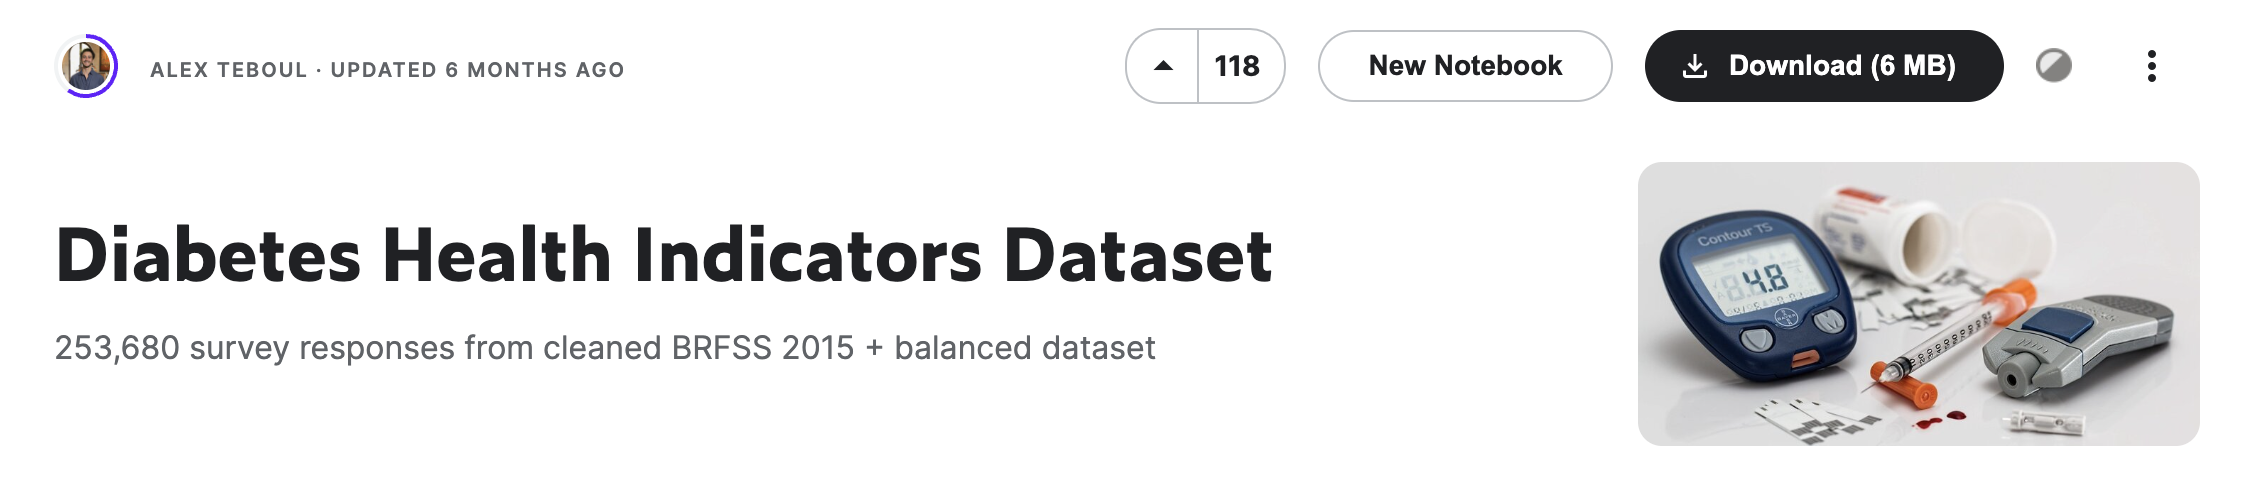 ALEX TEBOUL · UPDATED 6 MONTHS AGO
118
New Notebook
Download (6 MB)
Diabetes Health Indicators Dataset
253,680 survey responses from cleaned BRFSS 2015 + balanced dataset
Contour TS
4.8
BAYER
M